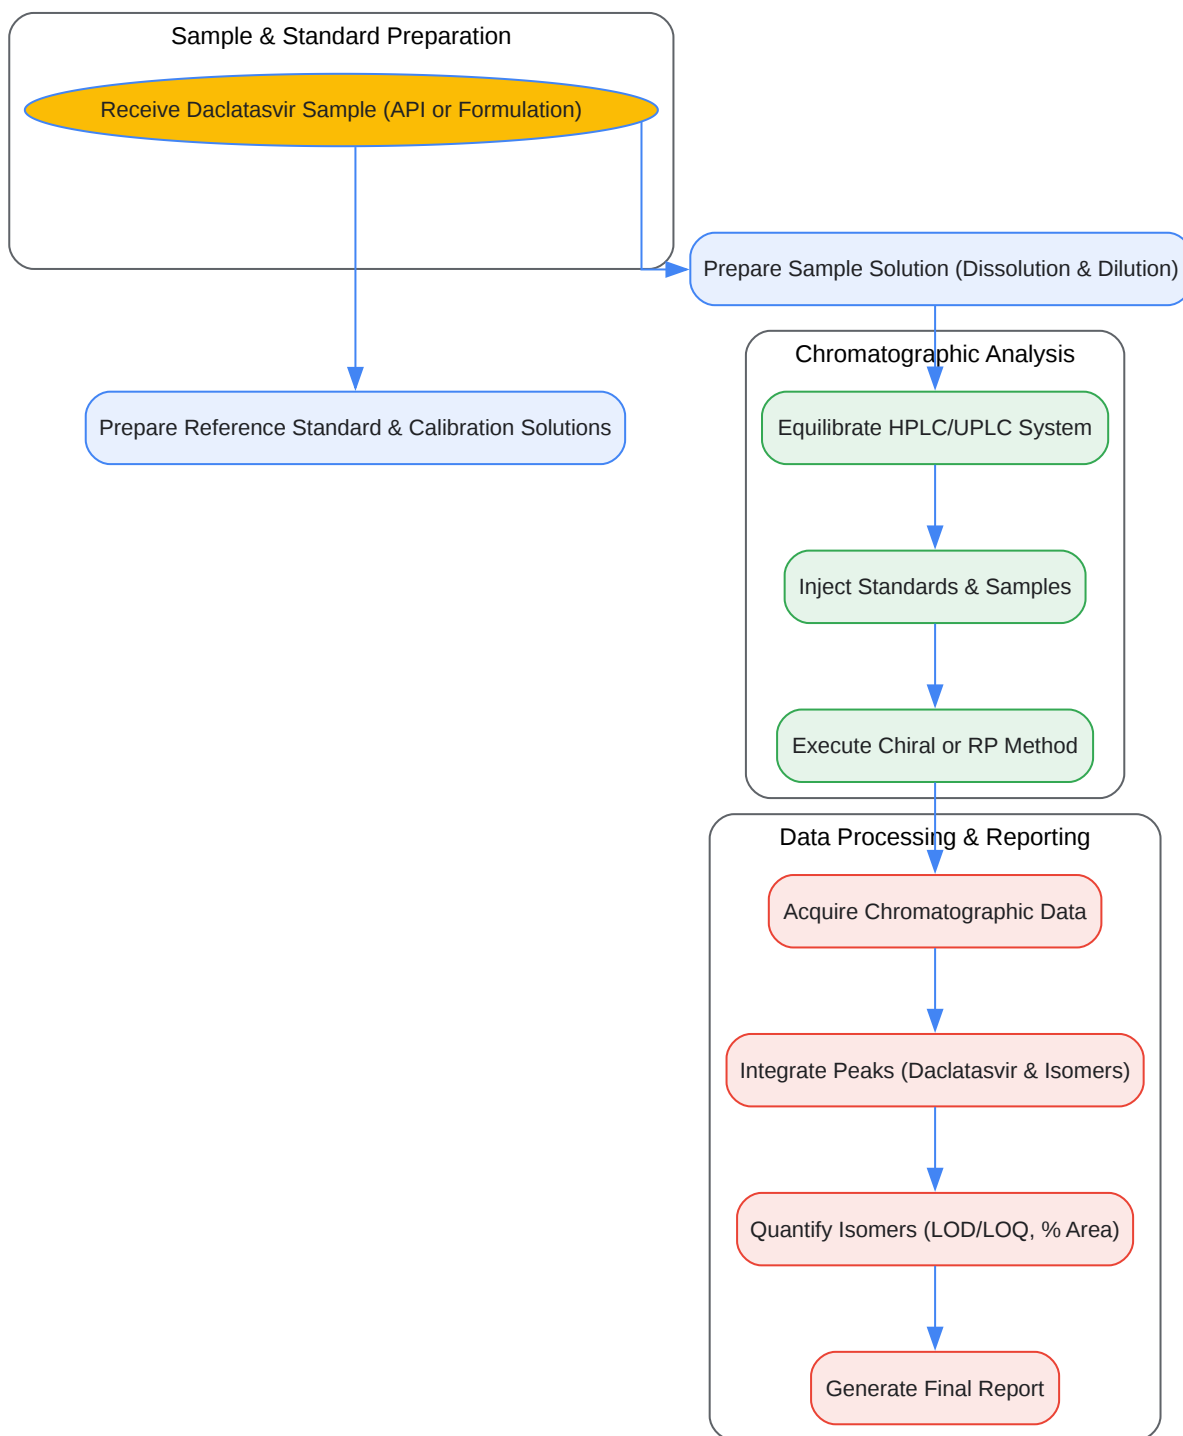 Sample & Standard Preparation
Receive Daclatasvir Sample (API or Formulation)
Prepare Sample Solution (Dissolution & Dilution)
Chromatographic Analysis
Prepare Reference Standard & Calibration Solutions
Equilibrate HPLC/UPLC System
Inject Standards & Samples
Execute Chiral or RP Method
Data Processing & Reporting
Acquire Chromatographic Data
Integrate Peaks (Daclatasvir & Isomers)
Quantify Isomers (LOD/LOQ, % Area)
Generate Final Report